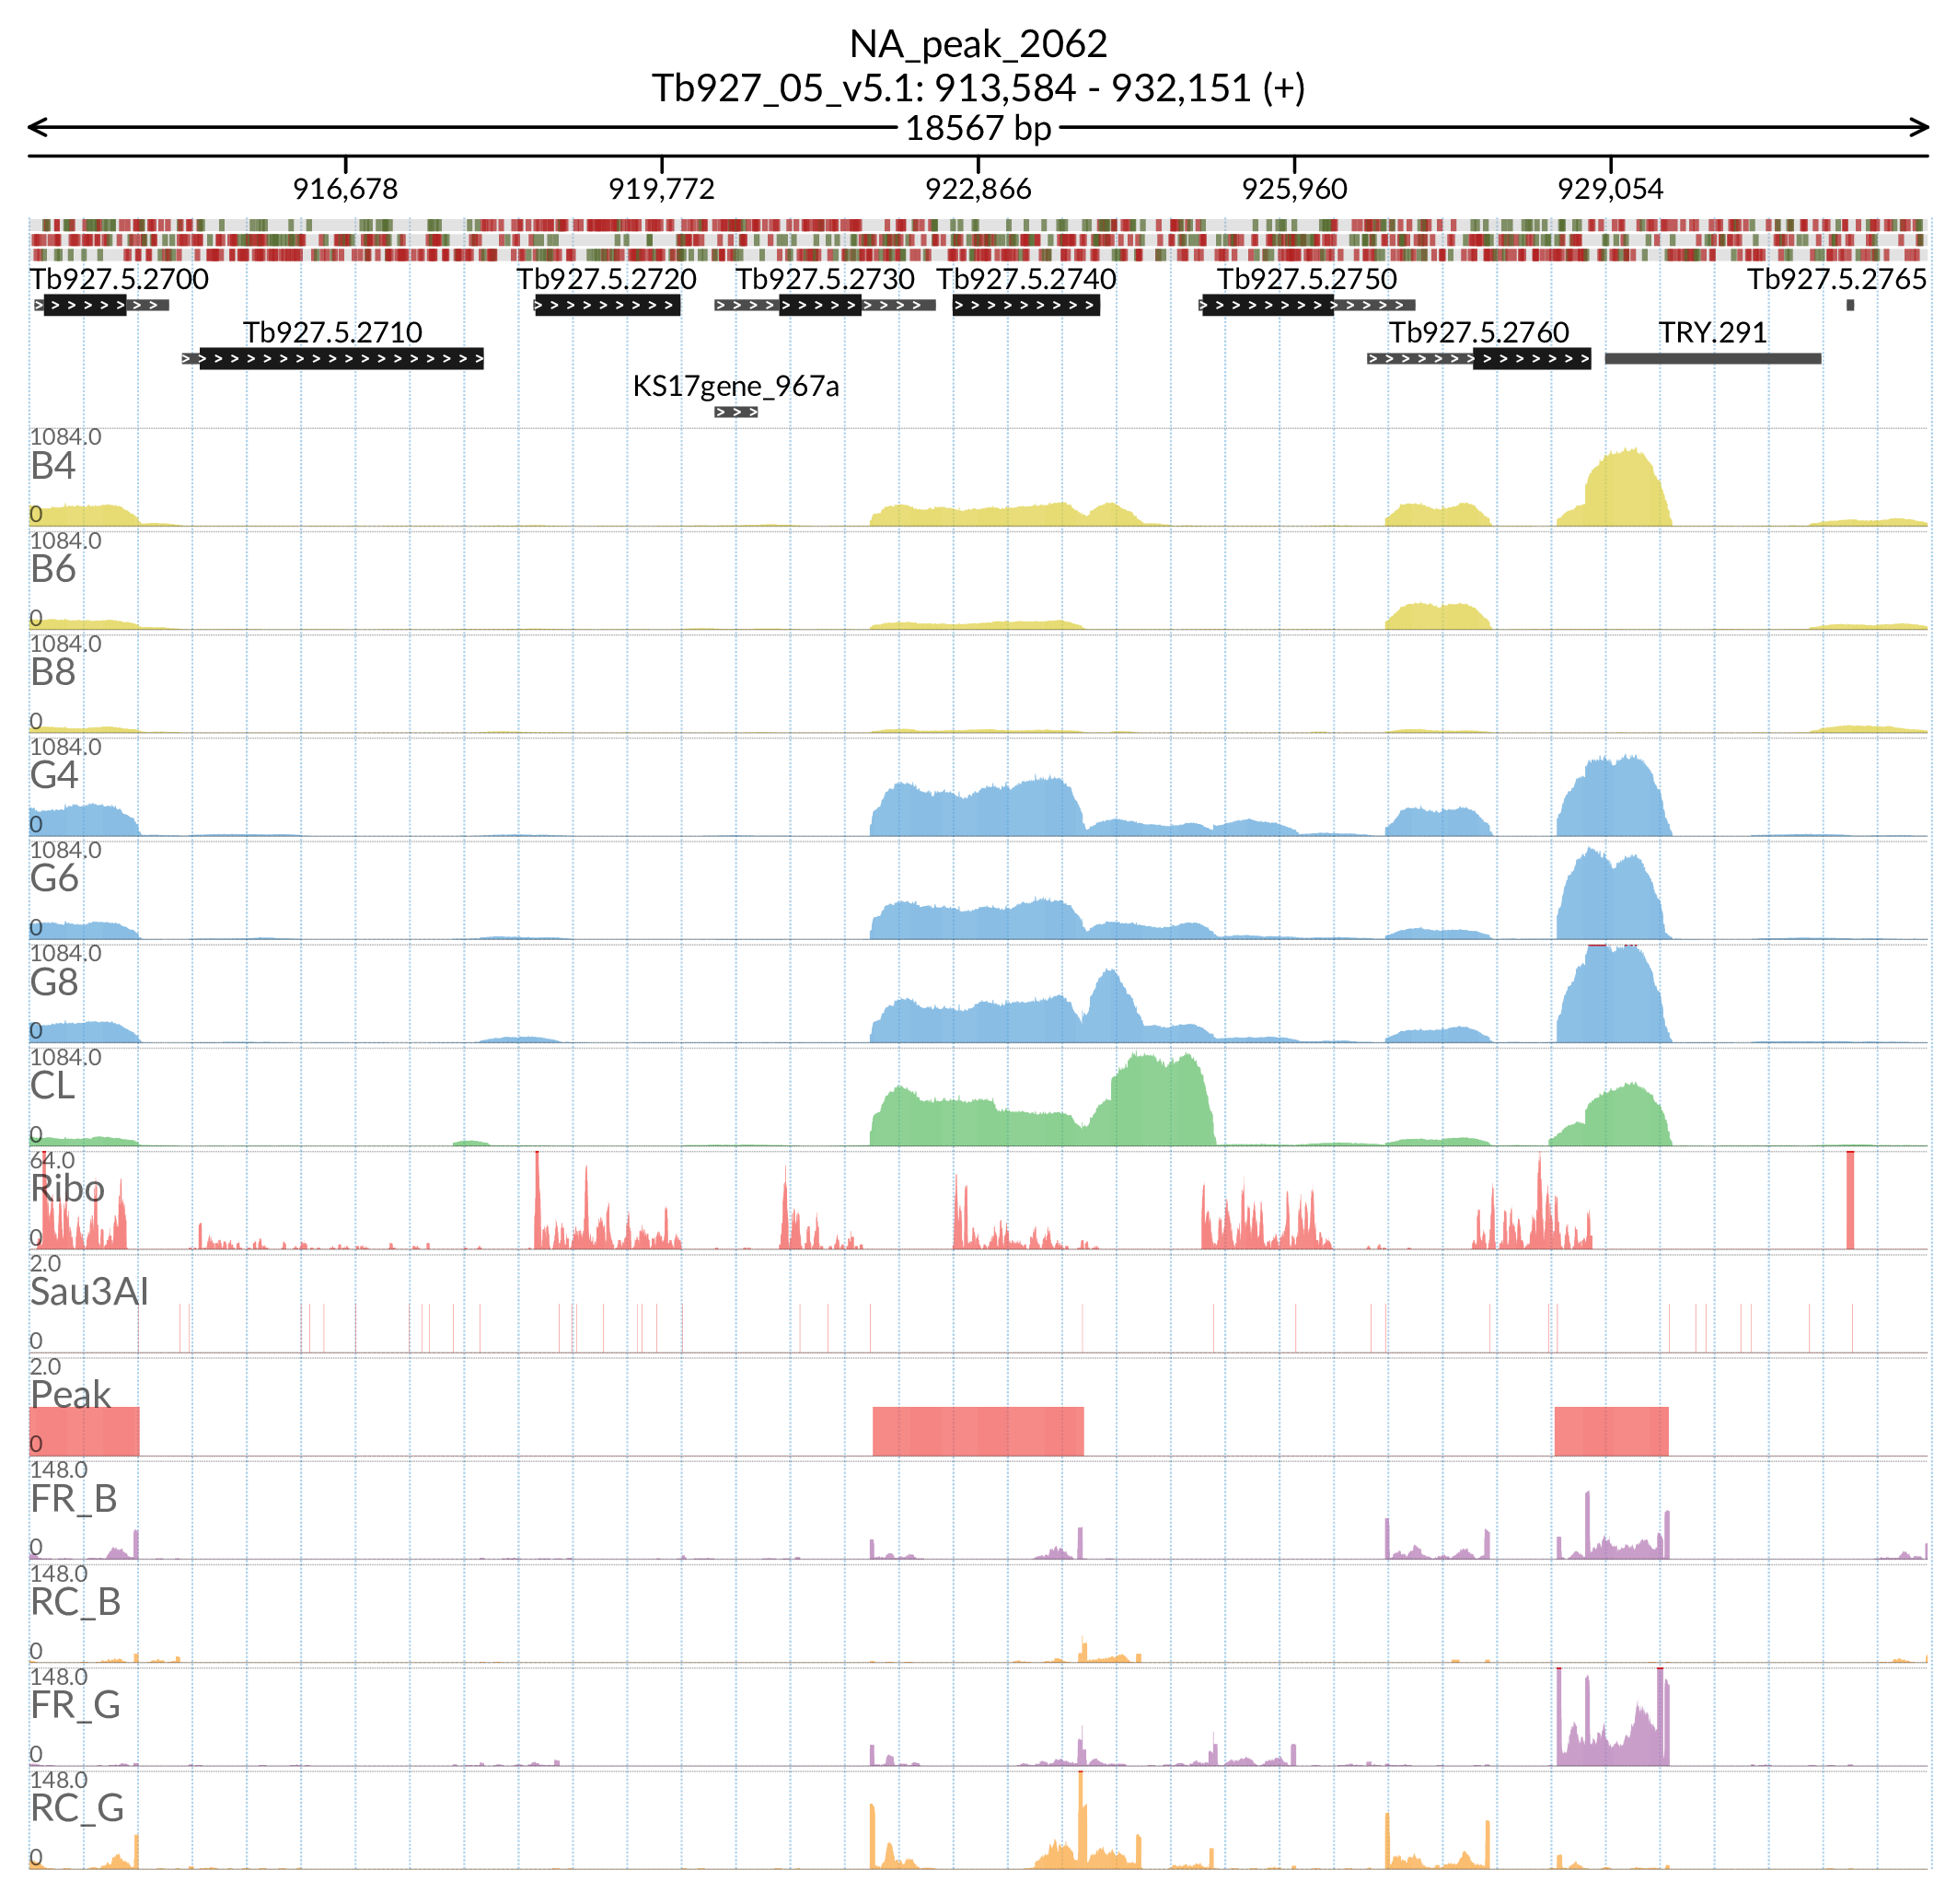 NA_peak_2062
Tb927_05_v5.1: 913,584 - 932,151 (+)
18567 bp
916,678 919,772 922,866 925,960 929,054
Tb927.5.2700 Tb927.5.2720 Tb927.5.2730 Tb927.5.2740 Tb927.5.2750 Tb927.5.2765
Tb927.5.2710 Tb927.5.2760 TRY.291
KS17gene_967a
1084.0
B4
0
1084.0
B6
0
1084.0
B8
0
1084.0
G4
0
1084.0
G6
0
1084.0
G8
0
1084.0
CL
0
64.0
Ribo
0
2.0
Sau3AI
0
2.0
Peak
0
148.0
FR_B
0
148.0
RC_B
0
148.0
FR_G
0
148.0
RC_G
0